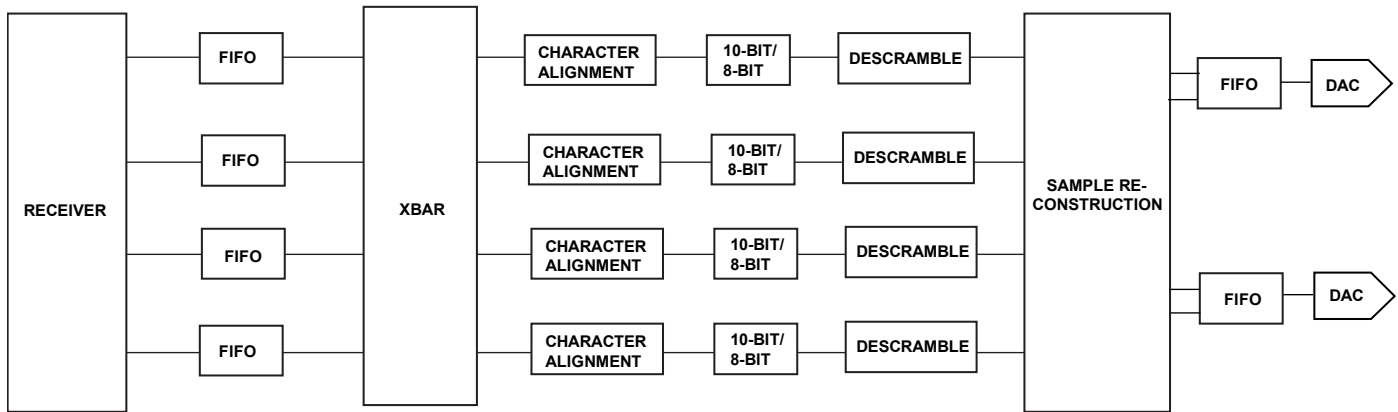 RECEIVER
FIFO
FIFO
FIFO
FIFO
XBAR
CHARACTER
ALIGNMENT
10-BIT/
8-BIT
DESCRAMBLE
CHARACTER
ALIGNMENT
10-BIT/
8-BIT
DESCRAMBLE
CHARACTER
ALIGNMENT
10-BIT/
8-BIT
DESCRAMBLE
CHARACTER
ALIGNMENT
10-BIT/
8-BIT
DESCRAMBLE
SAMPLE RE-
CONSTRUCTION
FIFO
DAC
FIFO
DAC